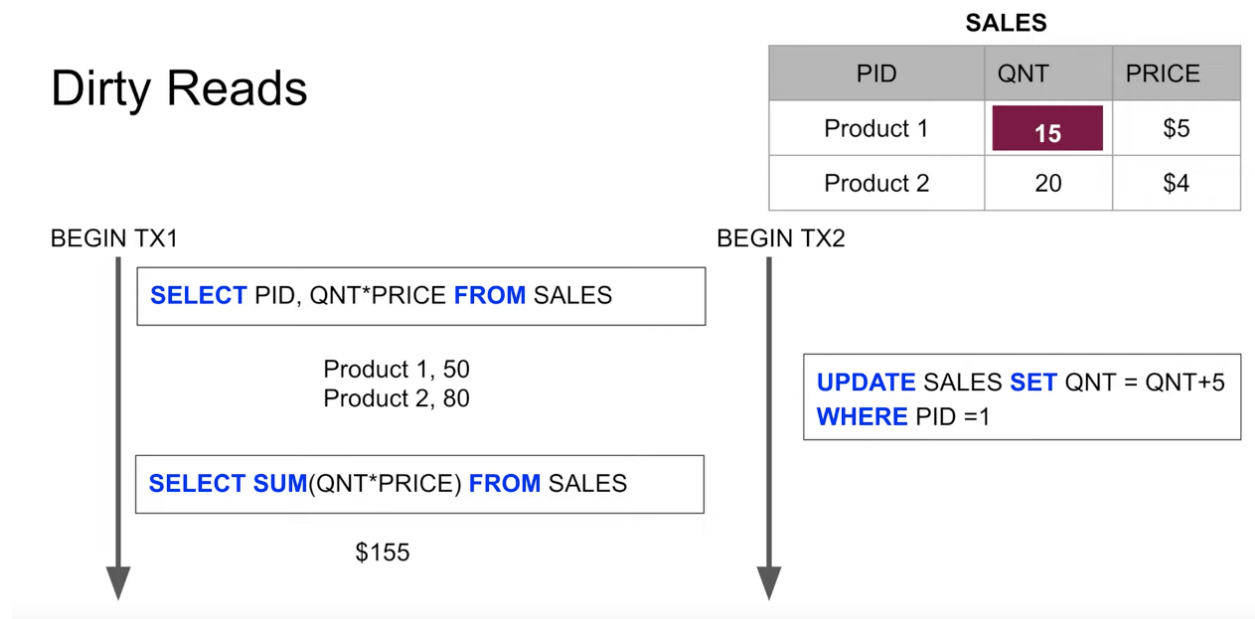 SALES
Dirty Reads
PID QNT PRICE
Product 1 15 $5
Product 2 20 $4
BEGIN TX1
BEGIN TX2
SELECT PID, QNT*PRICE FROM SALES
Product 1, 50
Product 2, 80
UPDATE SALES SET QNT = QNT+5
WHERE PID =1
SELECT SUM(QNT*PRICE) FROM SALES
$155